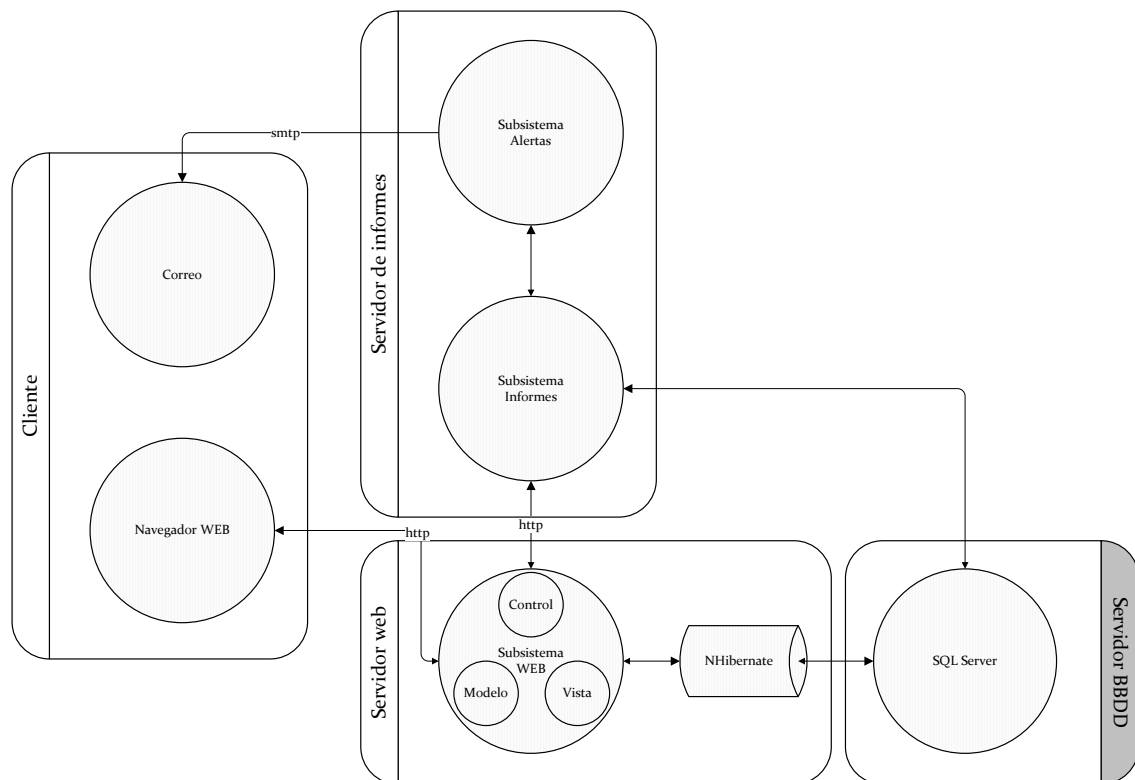 Servidor de informes
Subsistema
Alertas
smtp
Cliente
Correo
Subsistema
Informes
Navegador WEB
http
http
Servidor web
Control
Subsistema
WEB
Modelo
Vista
NHibernate
SQL Server
Servidor BBDD